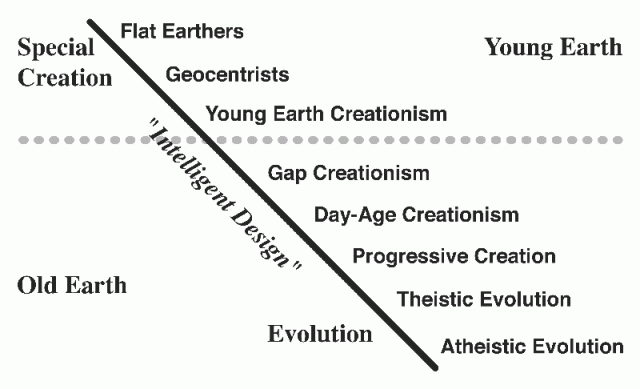 Flat Earthers
Special
Creation
Young Earth
Geocentrists
Young Earth Creationism
"Intelligent Design"
Gap Creationism
Day-Age Creationism
Progressive Creation
Old Earth
Theistic Evolution
Evolution
Atheistic Evolution